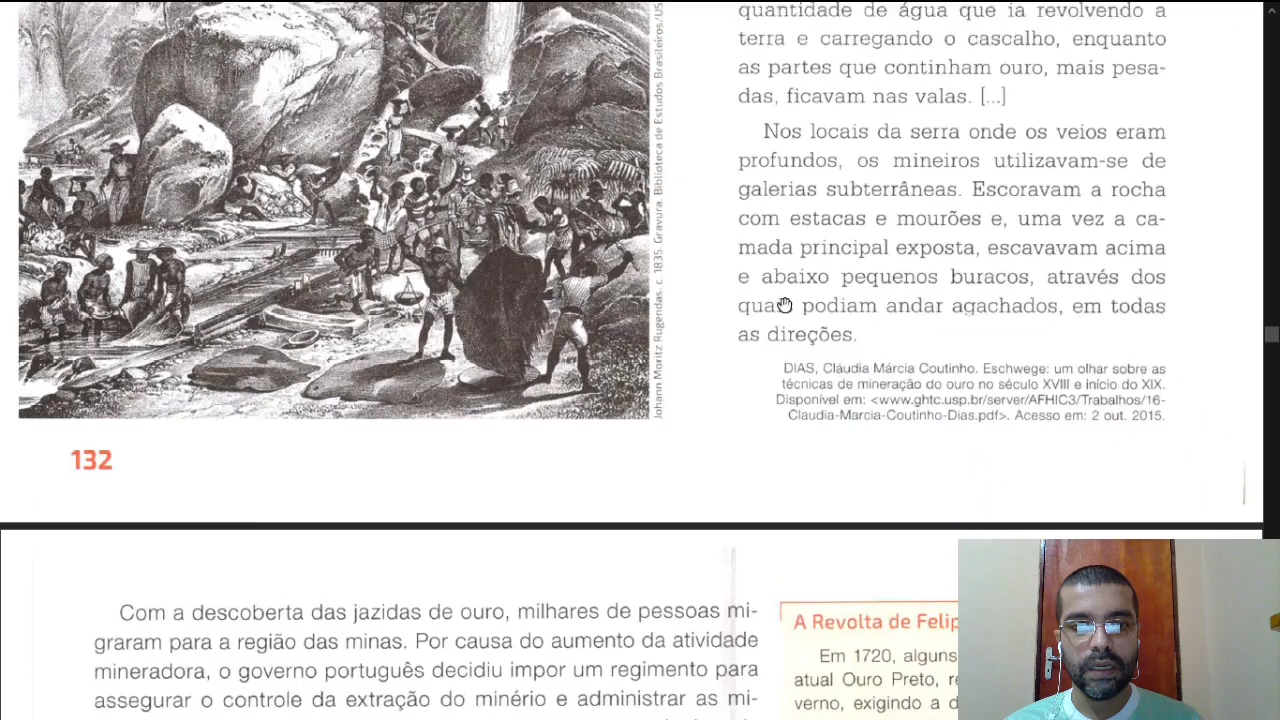 quantidade de água que ia revolvendo a
terra e carregando o cascalho, enquanto
as partes que continham ouro, mais pesa-
das, ficavam nas valas. [...]
Nos locais da serra onde os veios eram
profundos, os mineiros utilizavam-se de
galerias subterrâneas. Escoravam a rocha
com estacas e mourões e, uma vez a ca-
mada principal exposta, escavavam acima
e abaixo pequenos buracos, através dos
podiam andar agachados, em todas
as direções.
DIAS, Cláudia Márcia Coutinho. Eschwege: um olhar sobre as
técnicas de mineração do ouro no século XVIII e início do XIX.
Disponível em: <www.ghtc.usp.br/server/AFHIC3/Trabalhos/16-
Claudia-Marcia-Coutinho-Dias.pdf>. Acesso em: 2 out. 2015.
Johann Moritz Rugendas. c. 1835. Gravura. Biblioteca de Estudos Brasileiros/US
132
Com a descoberta das jazidas de ouro, milhares de pessoas mi-
graram para a região das minas. Por causa do aumento da atividade
mineradora, o governo português decidiu impor um regimento para
assegurar o controle da extração do minério e administrar as mi-
A Revolta de Felip
Em 1720, alguns
atual Ouro Preto, re
verno, exigindo a d